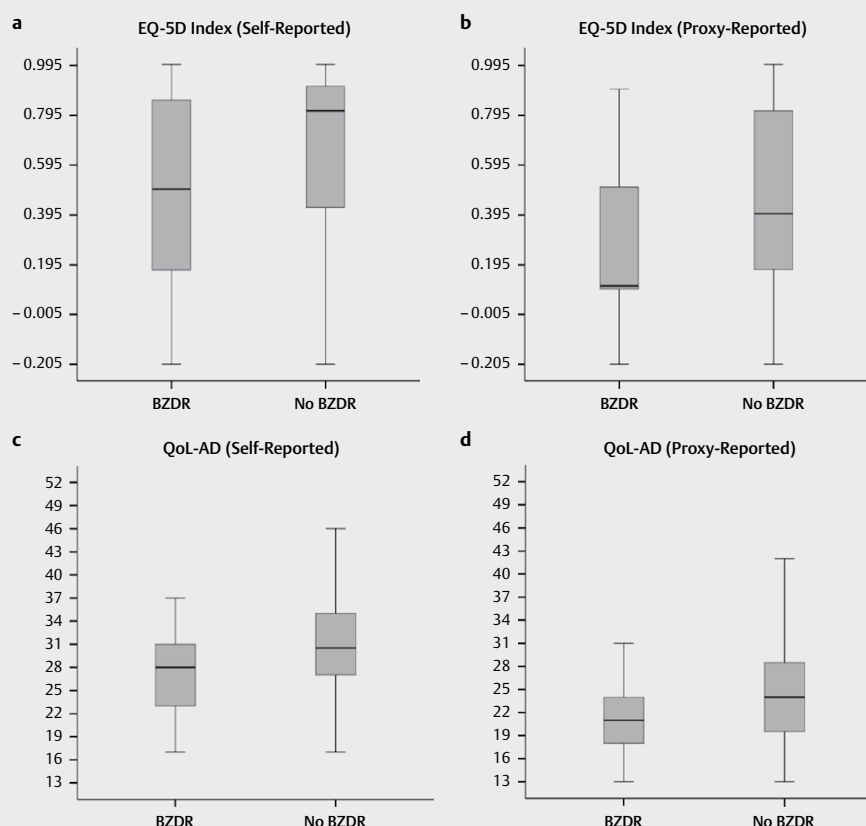 a
EQ-5D Index (Self-Reported)
0.995
0.795
0.595
0.395
0.195
−0.005
−0.205
BZDR
No BZDR
b
EQ-5D Index (Proxy-Reported)
0.995
0.795
0.595
0.395
0.195
−0.005
−0.205
BZDR
No BZDR
c
QoL-AD (Self-Reported)
52
49
46
43
40
37
34
31
28
25
22
19
16
13
BZDR
No BZDR
d
QoL-AD (Proxy-Reported)
52
49
46
43
40
37
34
31
28
25
22
19
16
13
BZDR
No BZDR